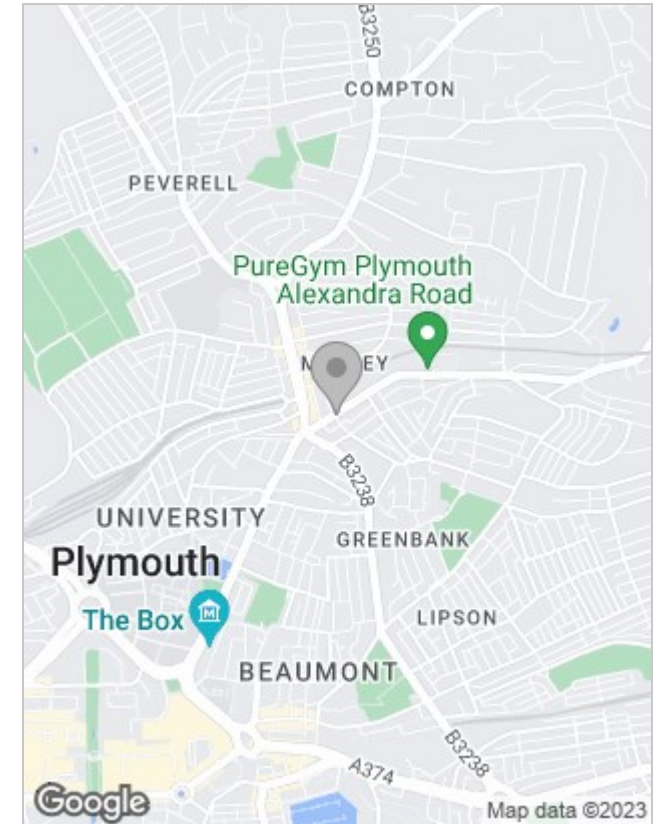 B3250
COMPTON
PEVERELL
PureGym Plymouth
Alexandra Road
EY
B3238
UNIVERSITY
GREENBANK
Plymouth
The Box
LIPSON
BEAUMONT
B3238
A374
Google
Map data ©2023